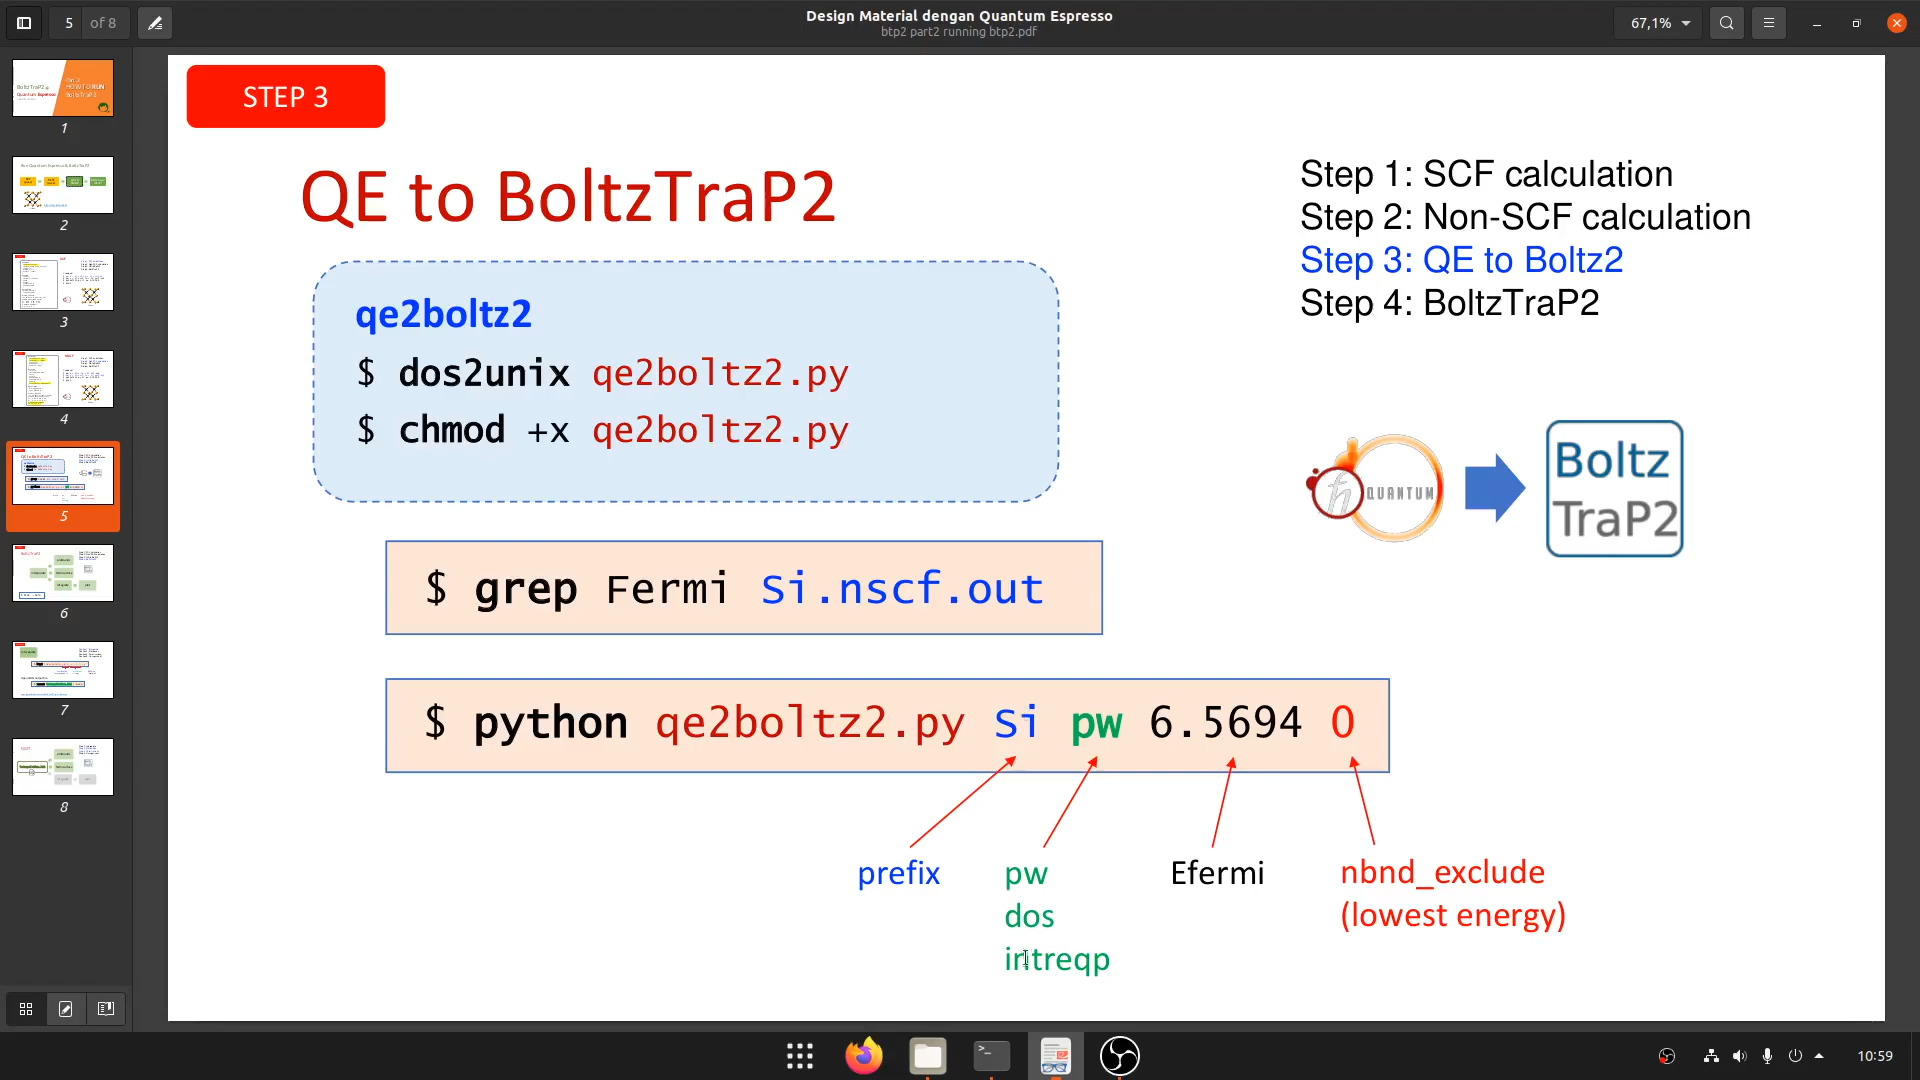 5 of 8
Design Material dengan Quantum Espresso
btp2 part2 running btp2.pdf
67,1%
STEP 3
QE to BoltzTraP2
Step 1: SCF calculation
Step 2: Non-SCF calculation
Step 3: QE to Boltz2
Step 4: BoltzTraP2
qe2boltz2
$ dos2unix qe2boltz2.py
$ chmod +x qe2boltz2.py
ħ QUANTUM
Boltz
TraP2
$ grep Fermi Si.nscf.out
$ python qe2boltz2.py Si pw 6.5694 0
prefix
pw
dos
intreqp
Efermi
nbnd_exclude
(lowest energy)
1
2
3
4
5
6
7
8
10:59